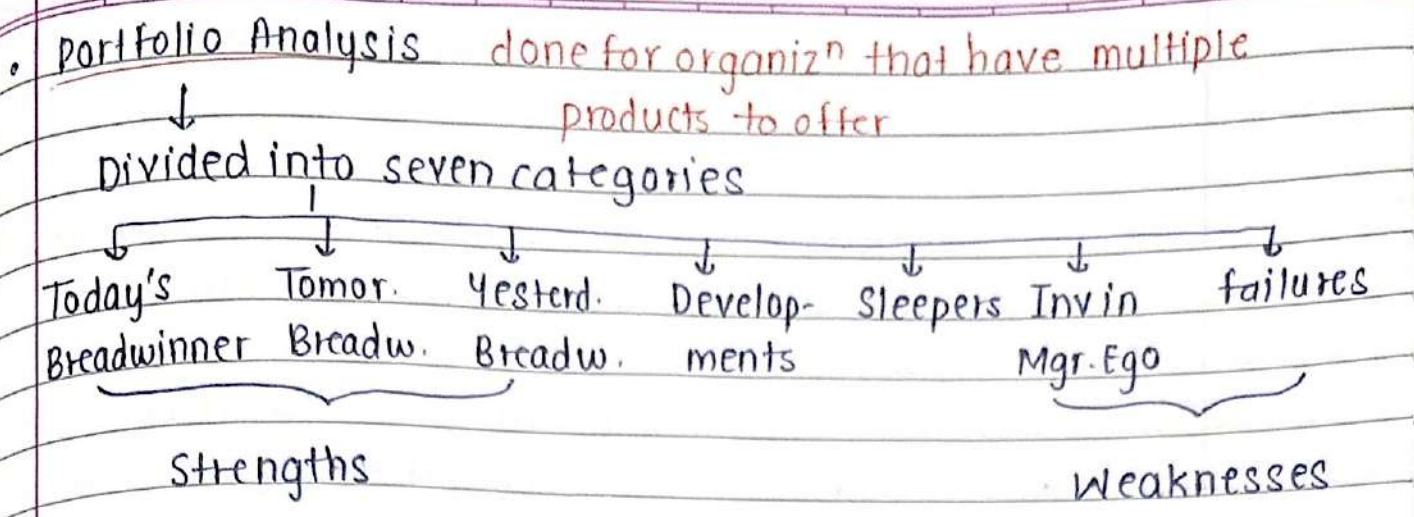 • Portfolio Analysis done for organizⁿ that have multiple
products to offer
Divided into seven categories
Today's Tomor. Yesterd. Develop- Sleepers Inv in failures
Breadwinner Breadw. Breadw. ments Mgr. Ego
Strengths Weaknesses